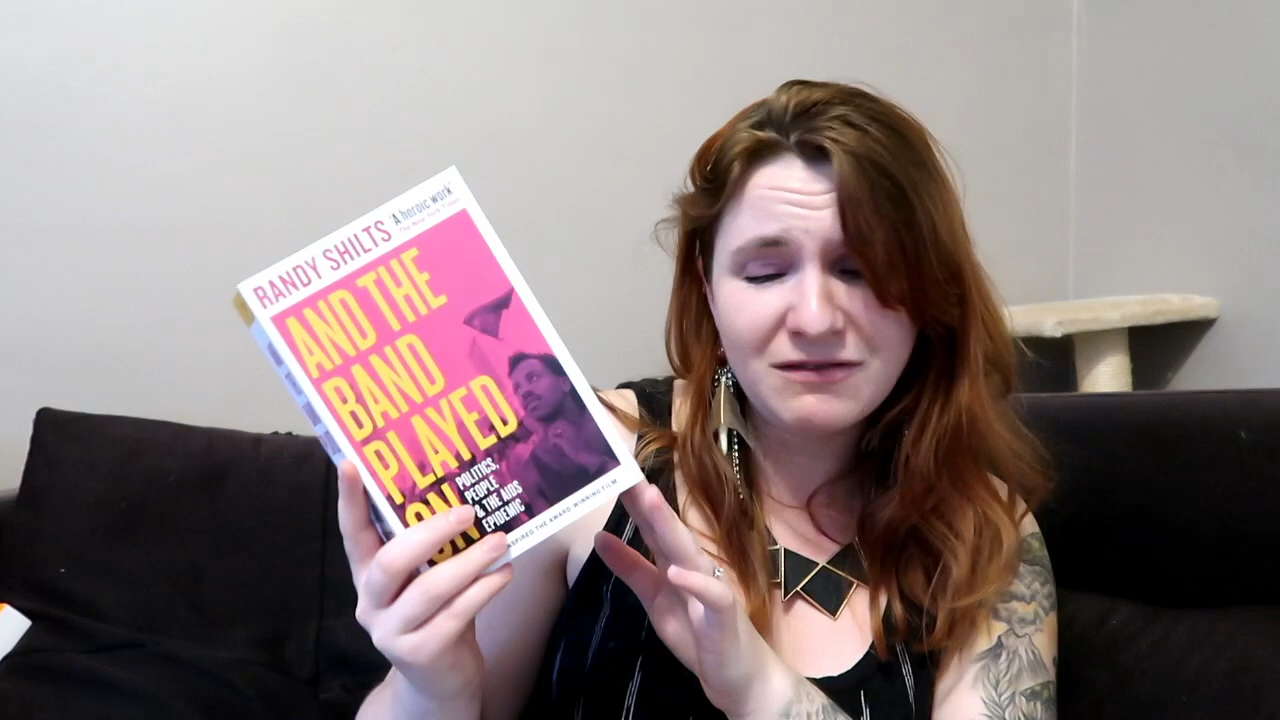 RANDY SHILTS
'A heroic work'
The New York Times
AND THE
BAND
PLAYED
ON
POLITICS,
PEOPLE
& THE AIDS
EPIDEMIC
INSPIRED THE AWARD-WINNING FILM